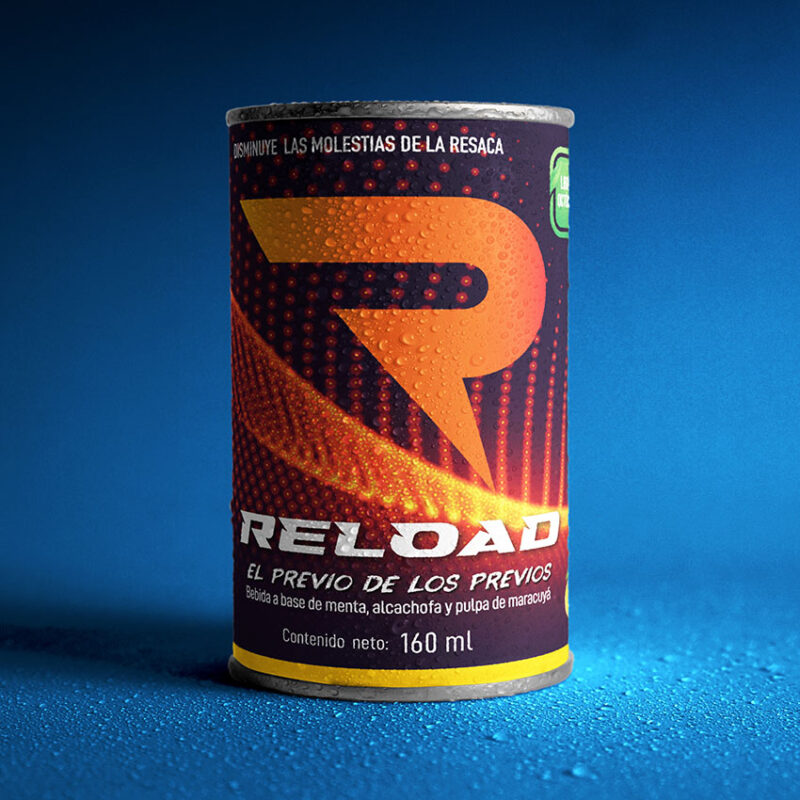 DISMINUYE LAS MOLESTIAS DE LA RESACA
R
RELOAD
EL PREVIO DE LOS PREVIOS
Bebida a base de menta, alcachofa y pulpa de maracuyá
Contenido neto: 160 ml